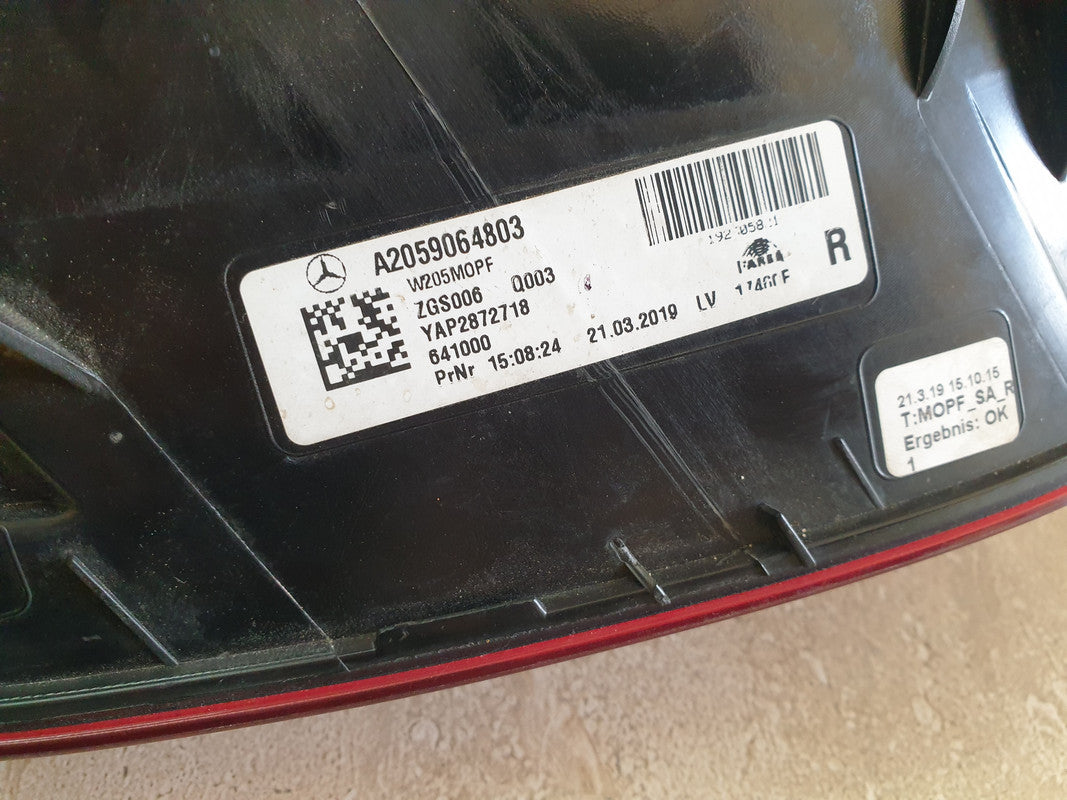 A2059064803
W205MOPF
ZGS006 Q003
YAP2872718
641000
PrNr 15:08:24 21.03.2019 LV
R
21.3.19 15.10.15
T:MOPF_SA_R
Ergebnis: OK
1